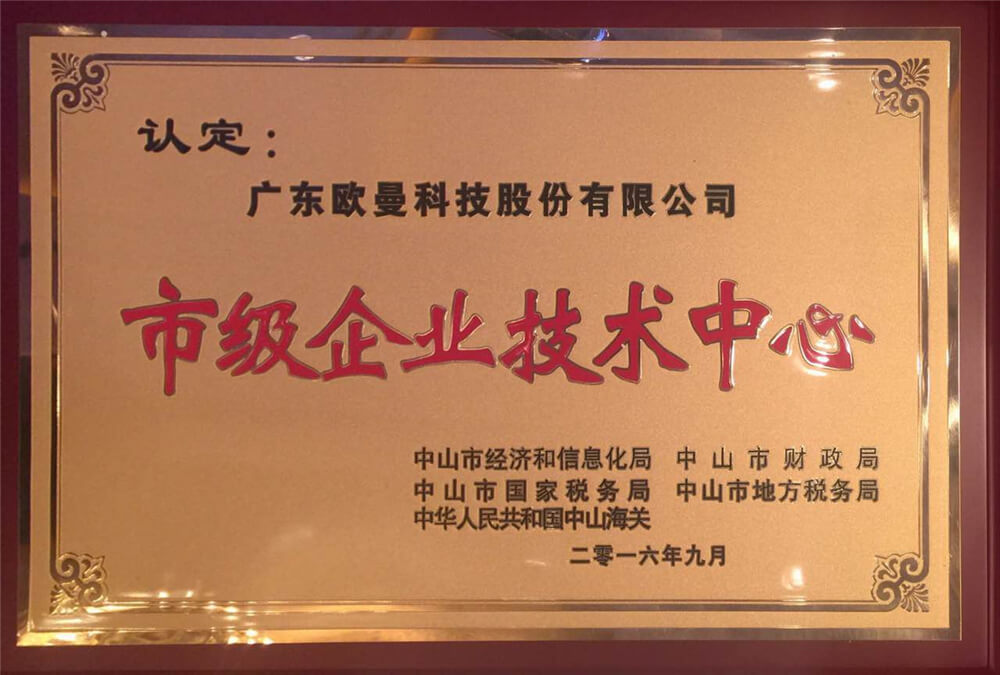 认定：
广东欧曼科技股份有限公司
市级企业技术中心
中山市经济和信息化局 中山市财政局
中山市国家税务局 中山市地方税务局
中华人民共和国中山海关
二零一六年九月